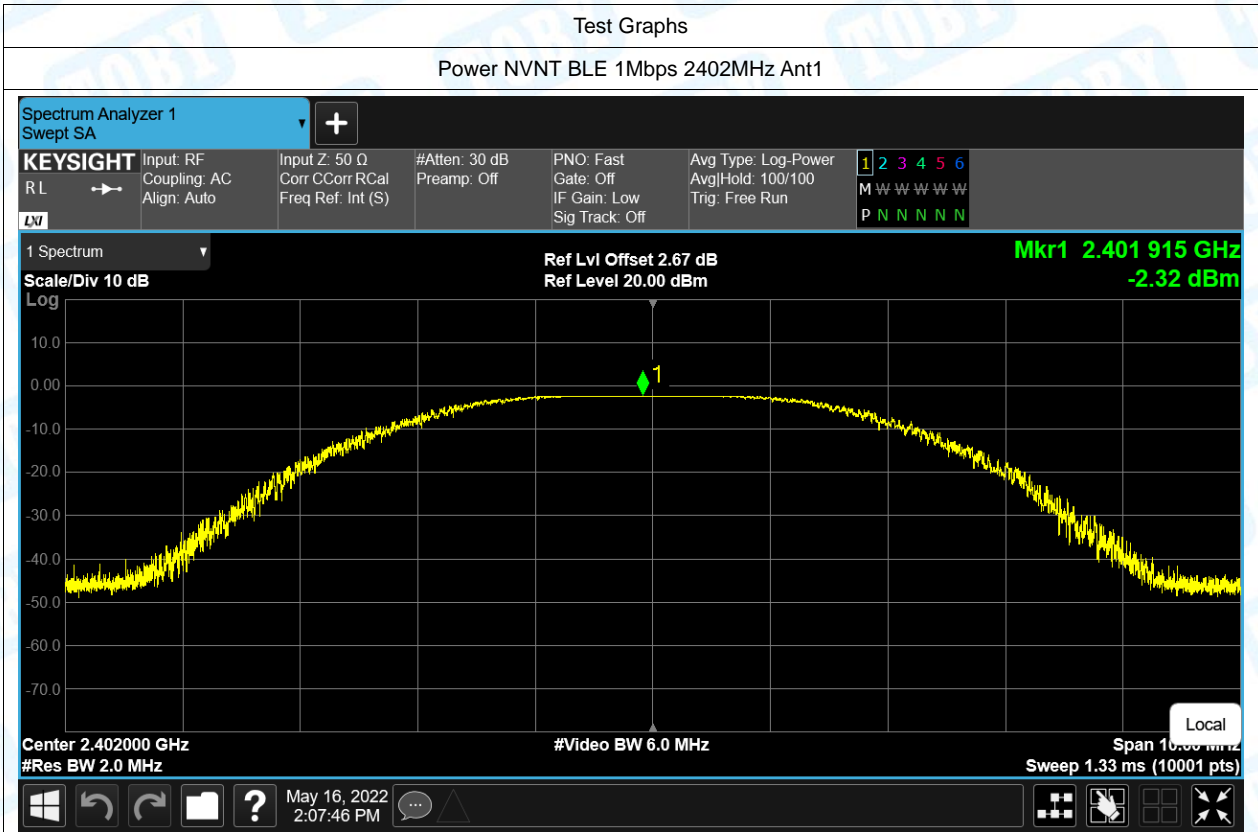 Test Graphs
Power NVNT BLE 1Mbps 2402MHz Ant1
Spectrum Analyzer 1
Swept SA
+
KEYSIGHT
R L
LXI
Input: RF
Coupling: AC
Align: Auto
Input Z: 50 Ω
Corr CCorr RCal
Freq Ref: Int (S)
#Atten: 30 dB
Preamp: Off
PNO: Fast
Gate: Off
IF Gain: Low
Sig Track: Off
Avg Type: Log-Power
Avg|Hold: 100/100
Trig: Free Run
1 2 3 4 5 6
M W W W W W
P N N N N N
1 Spectrum
Scale/Div 10 dB
Log
Ref Lvl Offset 2.67 dB
Ref Level 20.00 dBm
Mkr1 2.401 915 GHz
-2.32 dBm
10.0
0.00
-10.0
-20.0
-30.0
-40.0
-50.0
-60.0
-70.0
1
Local
Center 2.402000 GHz
#Res BW 2.0 MHz
#Video BW 6.0 MHz
Span 10.00 MHz
Sweep 1.33 ms (10001 pts)
?
May 16, 2022
2:07:46 PM
TOBY